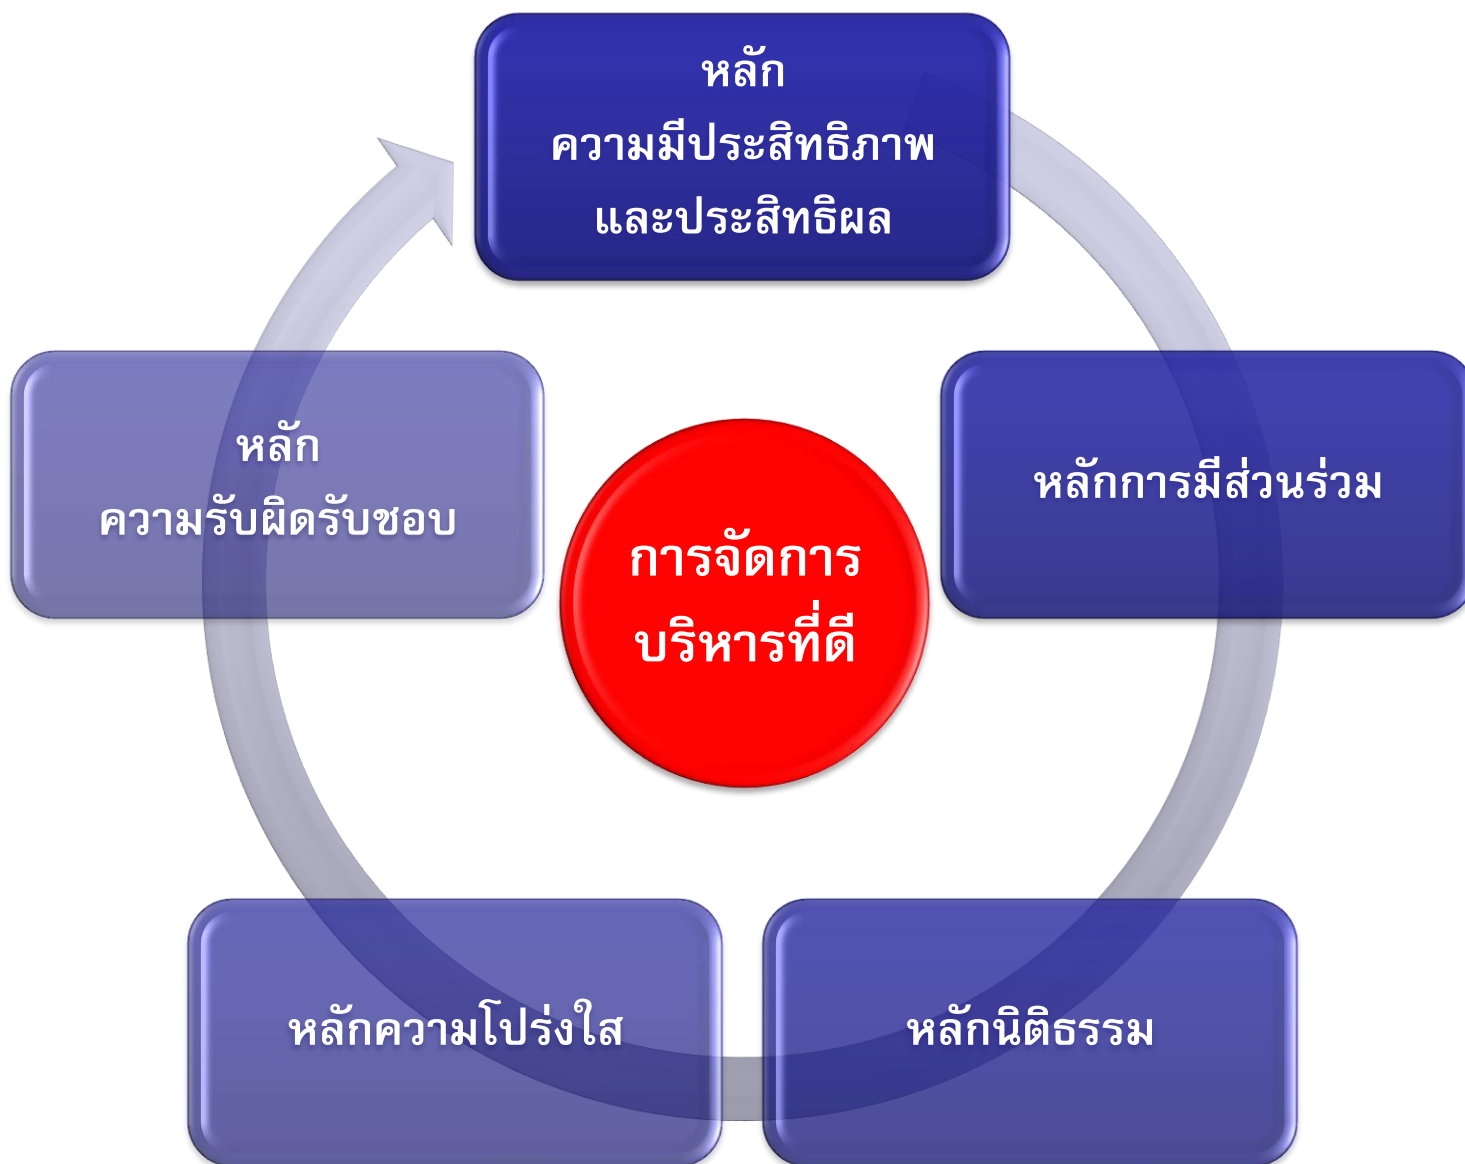 หลัก
ความมีประสิทธิภาพ
และประสิทธิผล
หลักการมีส่วนร่วม
หลักนิติธรรม
หลักความโปร่งใส
หลัก
ความรับผิดรับชอบ
การจัดการ
บริหารที่ดี